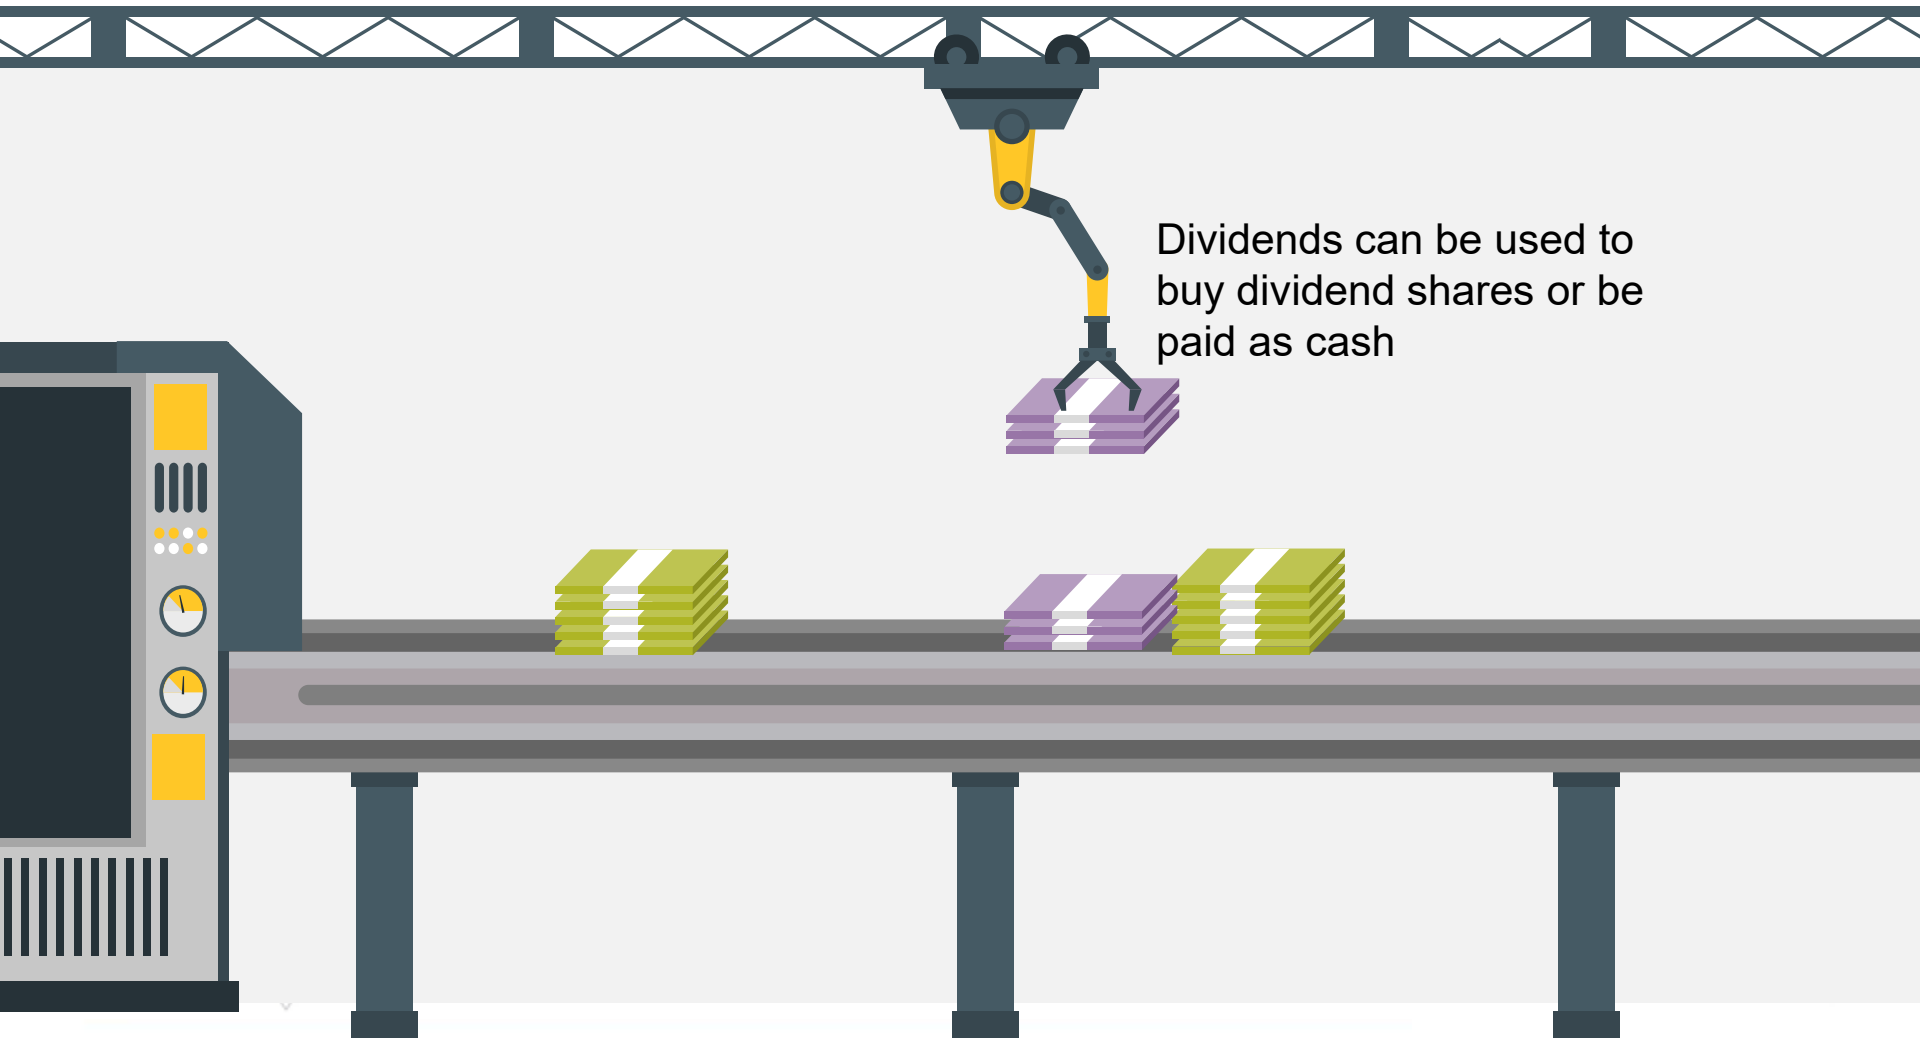 Dividends can be used to
buy dividend shares or be
paid as cash